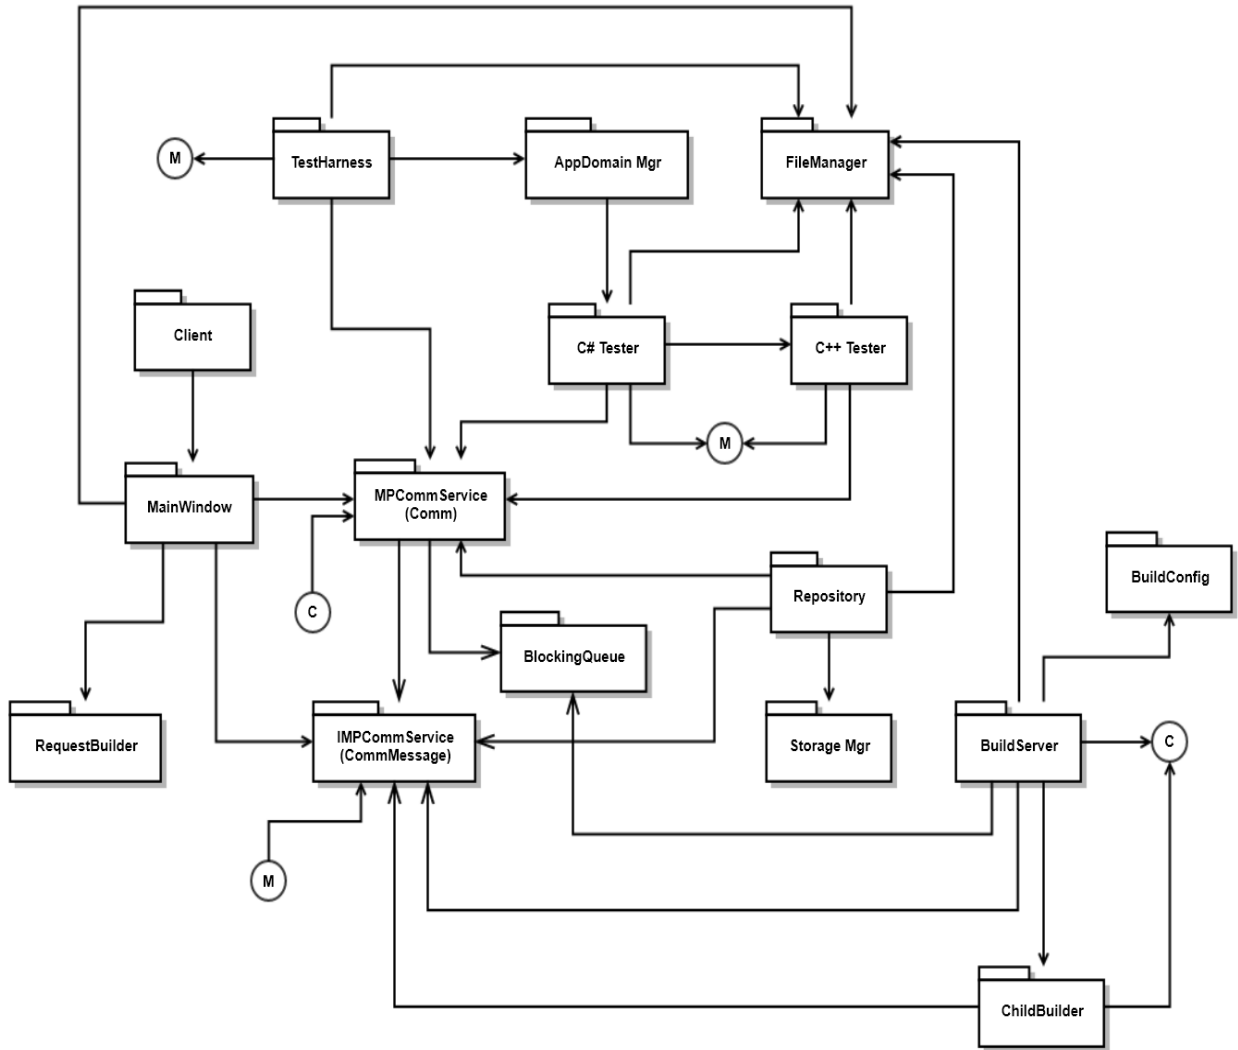 M
TestHarness
AppDomain Mgr
FileManager
Client
C# Tester
C++ Tester
M
MainWindow
MPCommService
(Comm)
C
Repository
BuildConfig
BlockingQueue
RequestBuilder
IMPCommService
(CommMessage)
Storage Mgr
BuildServer
C
M
ChildBuilder